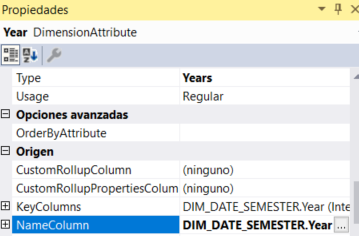 Propiedades
Year DimensionAttribute
Type Years
Usage Regular
Opciones avanzadas
OrderByAttribute
Origen
CustomRollupColumn (ninguno)
CustomRollupPropertiesColum (ninguno)
KeyColumns DIM_DATE_SEMESTER.Year (Inte
NameColumn DIM_DATE_SEMESTER.Year ...